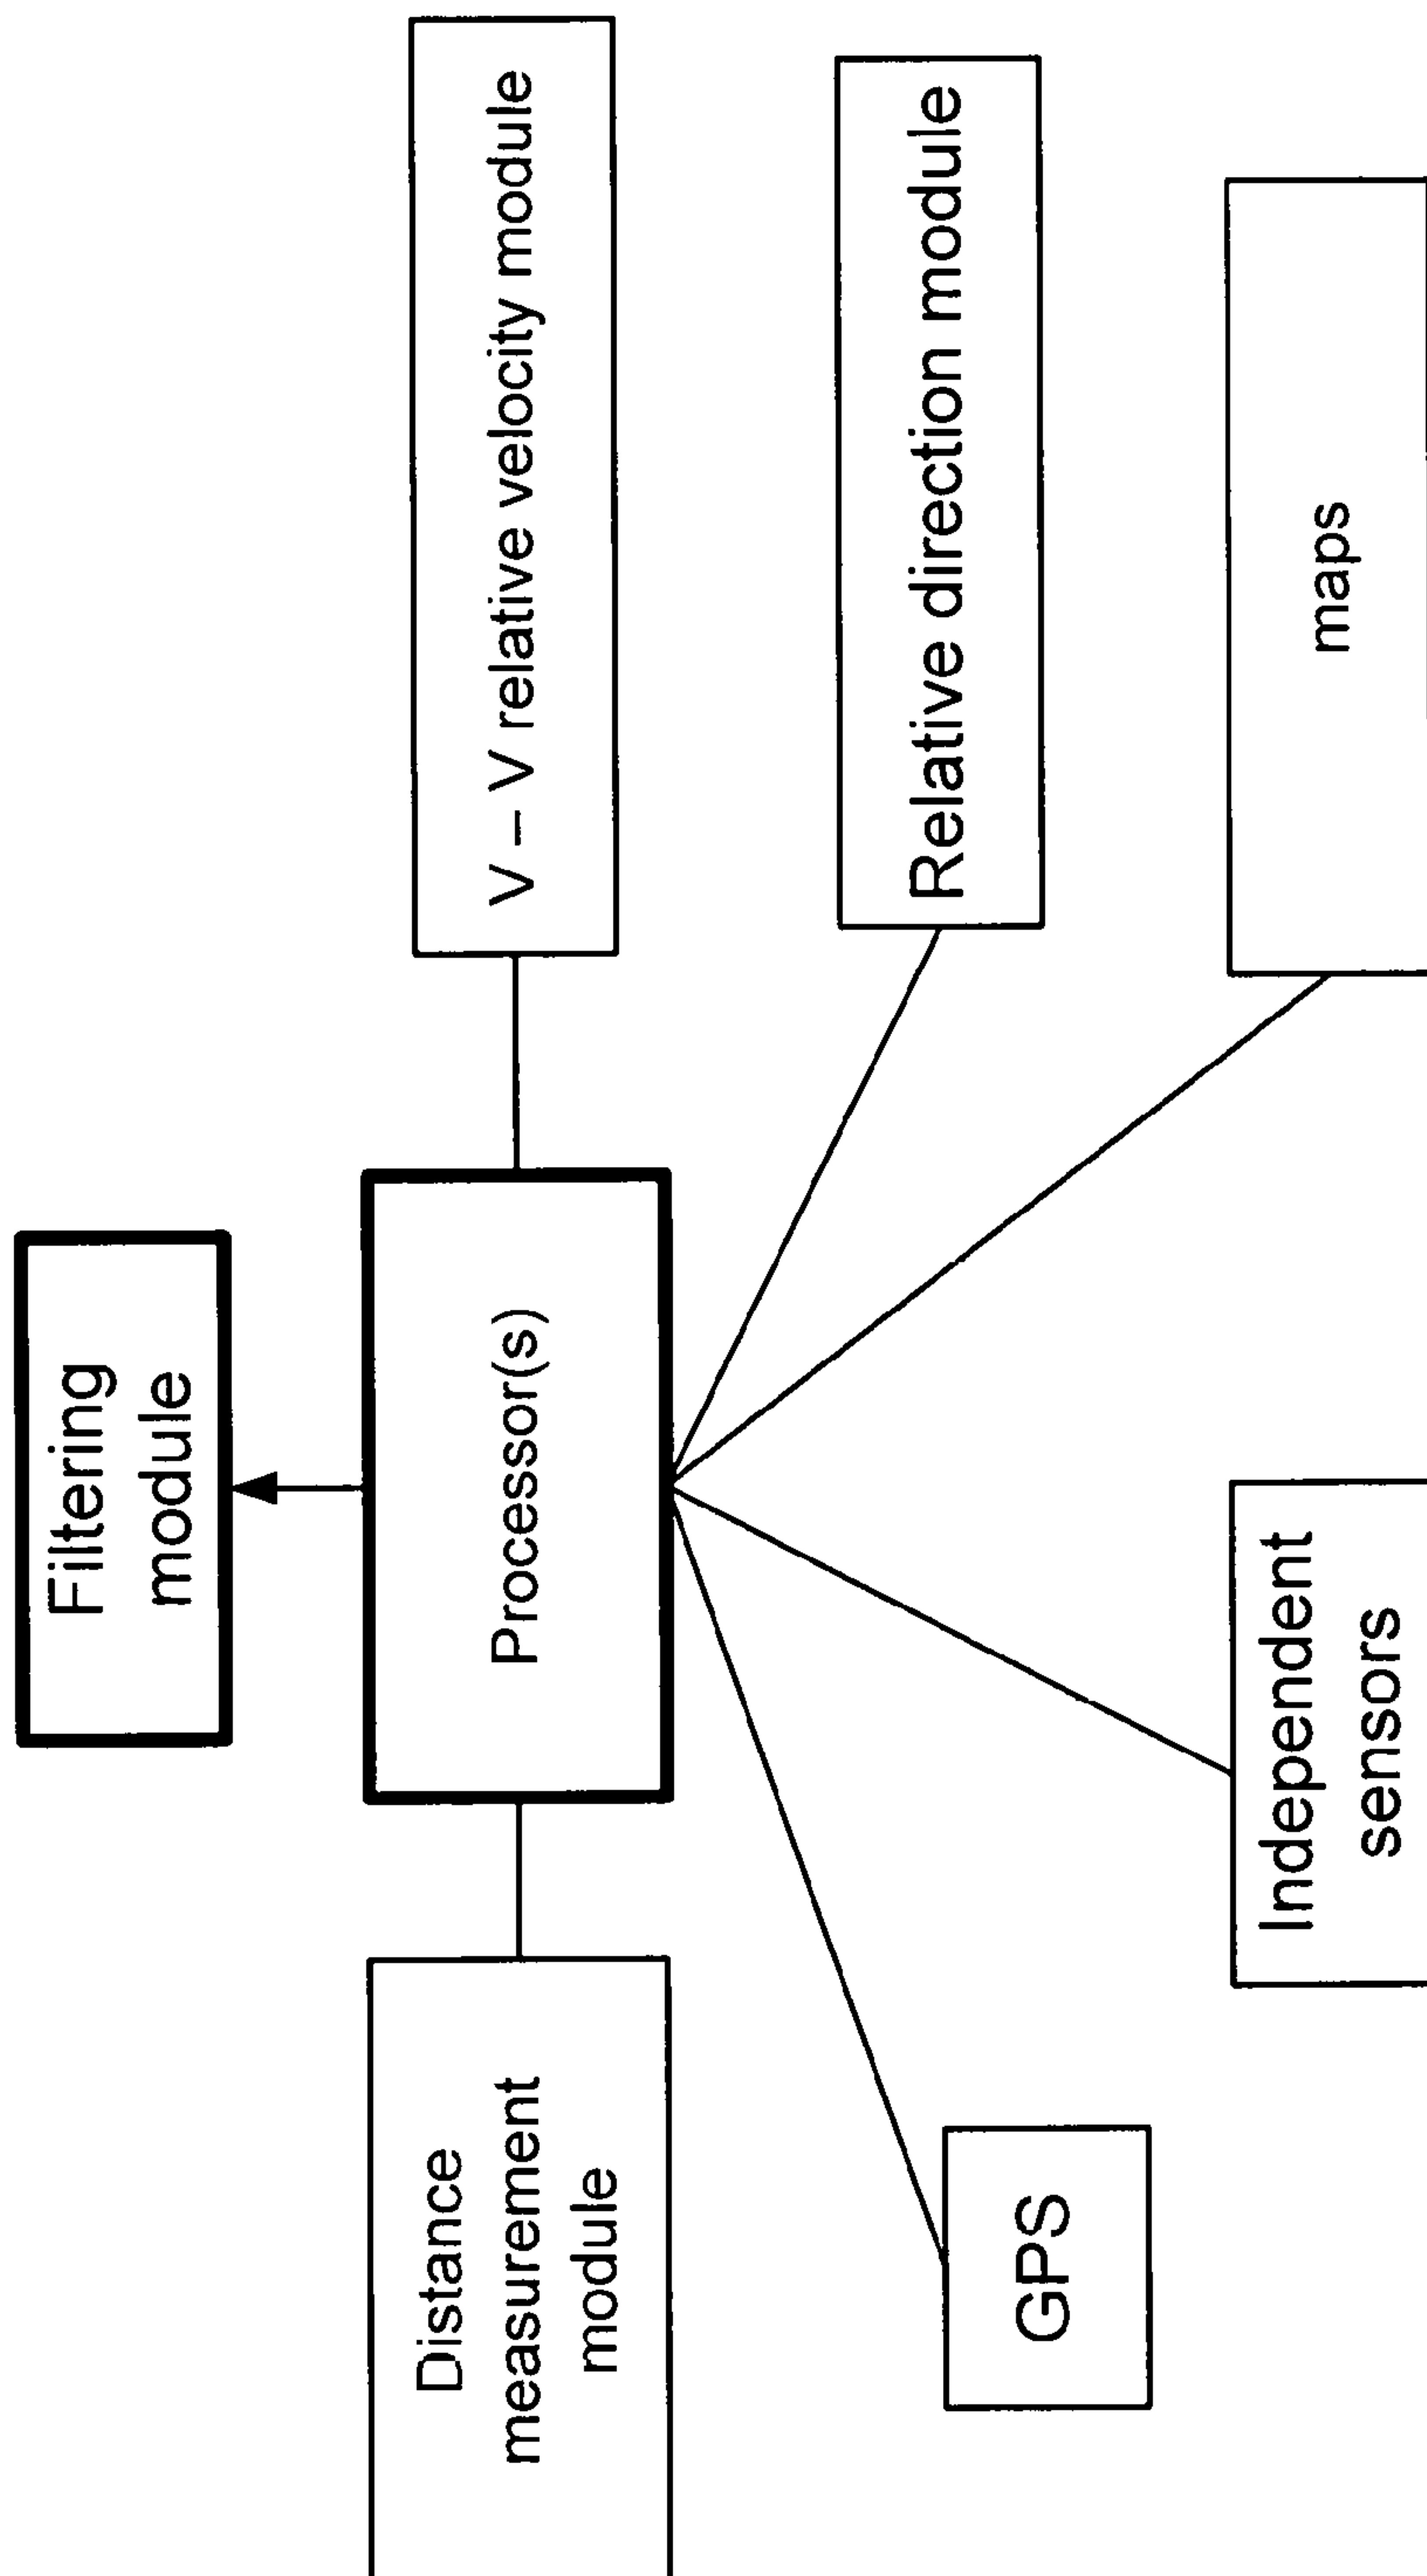 Filtering
module
Distance
measurement
module
Processor(s)
V – V relative velocity module
GPS
Relative direction module
Independent
sensors
maps